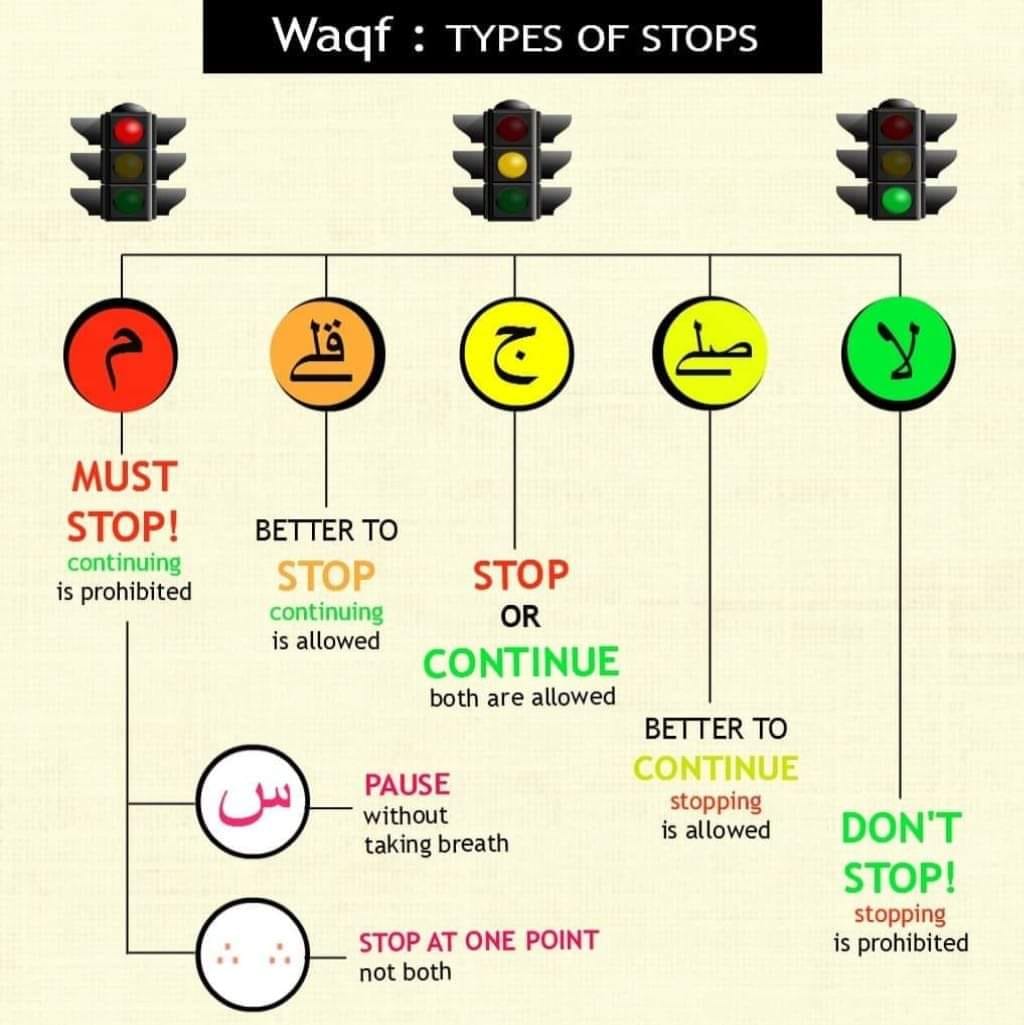 Waqf : TYPES OF STOPS
م
قلے
ج
صلے
لا
MUST
STOP!
continuing
is prohibited
BETTER TO
STOP
continuing
is allowed
STOP
OR
CONTINUE
both are allowed
BETTER TO
CONTINUE
stopping
is allowed
DON'T
STOP!
stopping
is prohibited
س
PAUSE
without
taking breath
∴ ∴
STOP AT ONE POINT
not both